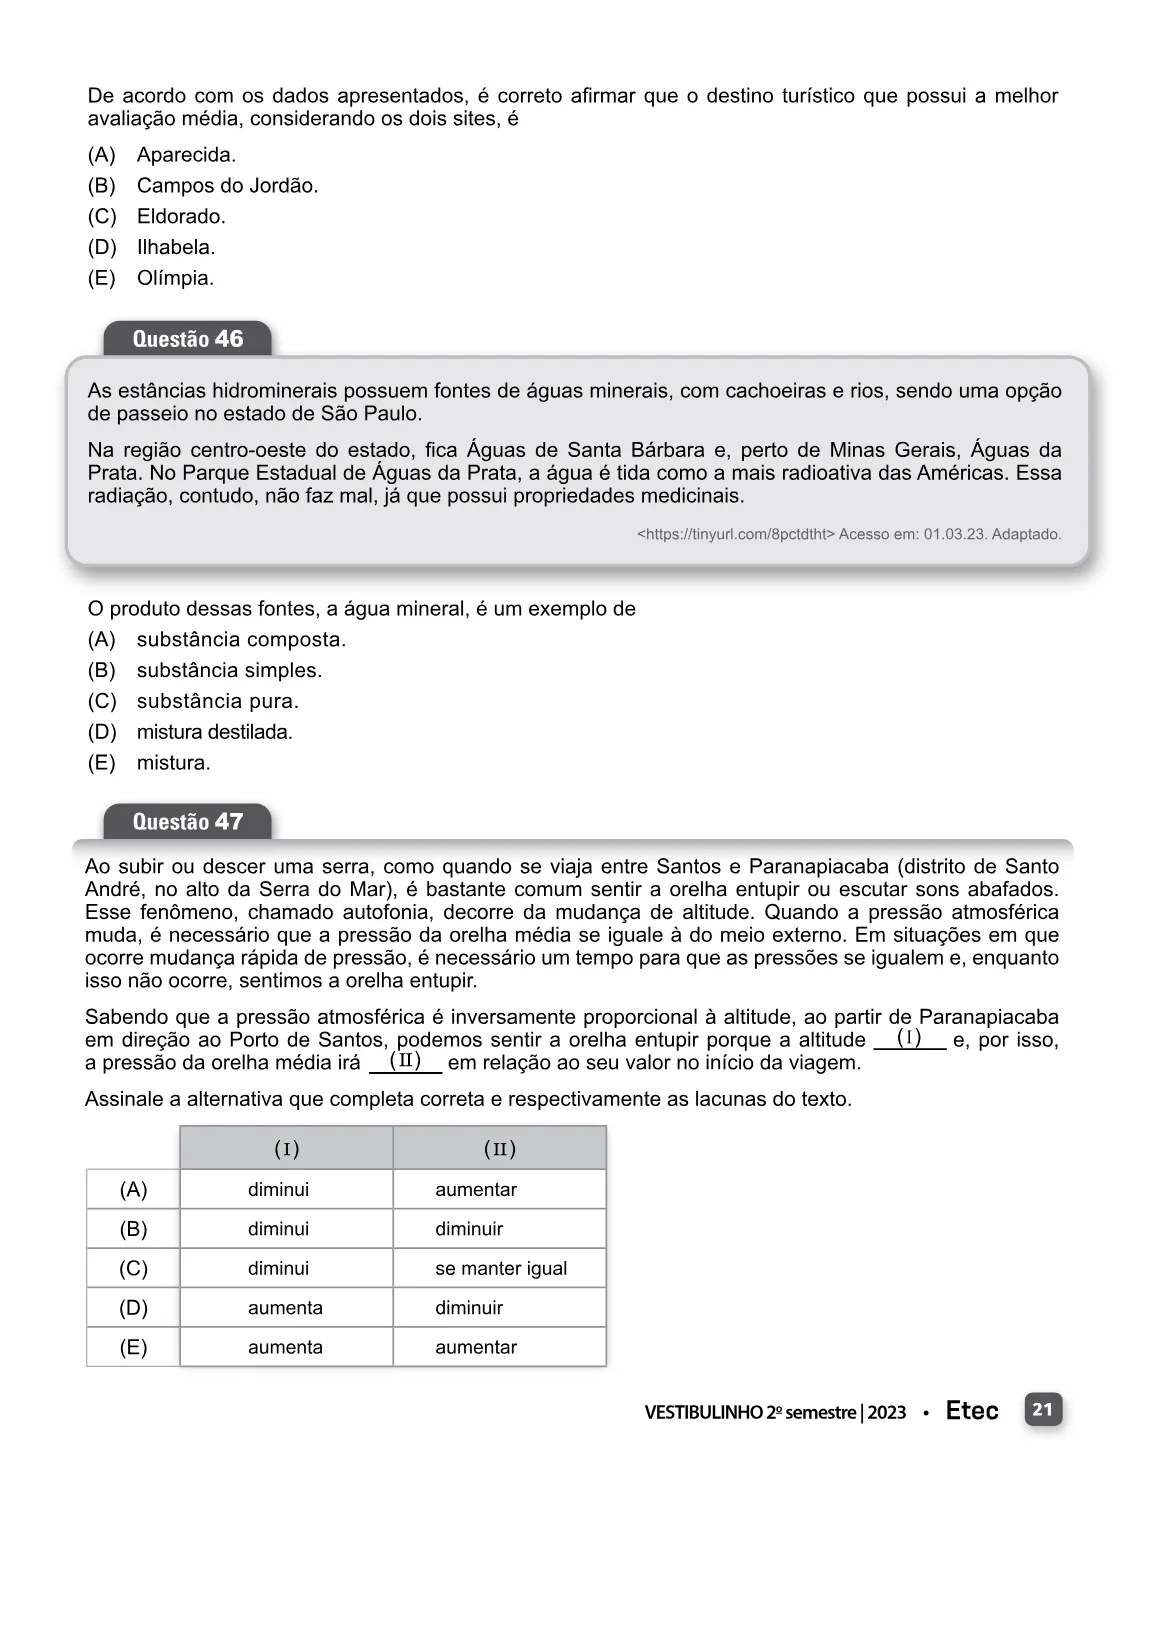 De acordo com os dados apresentados, é correto afirmar que o destino turístico que possui a melhor
avaliação média, considerando os dois sites, é
(A) Aparecida.
(B) Campos do Jordão.
(C) Eldorado.
(D) Ilhabela.
(E) Olímpia.
Questão 46
As estâncias hidrominerais possuem fontes de águas minerais, com cachoeiras e rios, sendo uma opção
de passeio no estado de São Paulo.
Na região centro-oeste do estado, fica Águas de Santa Bárbara e, perto de Minas Gerais, Águas da
Prata. No Parque Estadual de Águas da Prata, a água é tida como a mais radioativa das Américas. Essa
radiação, contudo, não faz mal, já que possui propriedades medicinais.
<https://tinyurl.com/8pctdtht> Acesso em: 01.03.23. Adaptado.
O produto dessas fontes, a água mineral, é um exemplo de
(A) substância composta.
(B) substância simples.
(C) substância pura.
(D) mistura destilada.
(E) mistura.
Questão 47
Ao subir ou descer uma serra, como quando se viaja entre Santos e Paranapiacaba (distrito de Santo
André, no alto da Serra do Mar), é bastante comum sentir a orelha entupir ou escutar sons abafados.
Esse fenômeno, chamado autofonia, decorre da mudança de altitude. Quando a pressão atmosférica
muda, é necessário que a pressão da orelha média se iguale à do meio externo. Em situações em que
ocorre mudança rápida de pressão, é necessário um tempo para que as pressões se igualem e, enquanto
isso não ocorre, sentimos a orelha entupir.
Sabendo que a pressão atmosférica é inversamente proporcional à altitude, ao partir de Paranapiacaba
em direção ao Porto de Santos, podemos sentir a orelha entupir porque a altitude (I) e, por isso,
a pressão da orelha média irá (II) em relação ao seu valor no início da viagem.
Assinale a alternativa que completa correta e respectivamente as lacunas do texto.
(I) (II)
(A) diminui aumentar
(B) diminui diminuir
(C) diminui se manter igual
(D) aumenta diminuir
(E) aumenta aumentar
VESTIBULINHO 2º semestre | 2023 • Etec 21